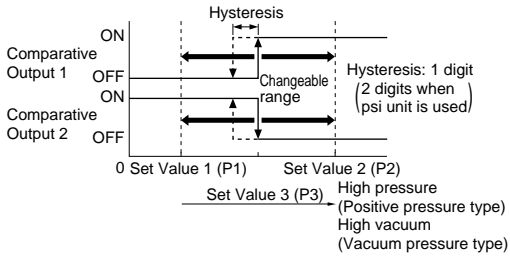 Hysteresis
ON
Comparative
Output 1
OFF
Changeable
range
Hysteresis: 1 digit
(2 digits when
psi unit is used)
ON
Comparative
Output 2
OFF
0 Set Value 1 (P1) Set Value 2 (P2)
Set Value 3 (P3)
High pressure
(Positive pressure type)
High vacuum
(Vacuum pressure type)